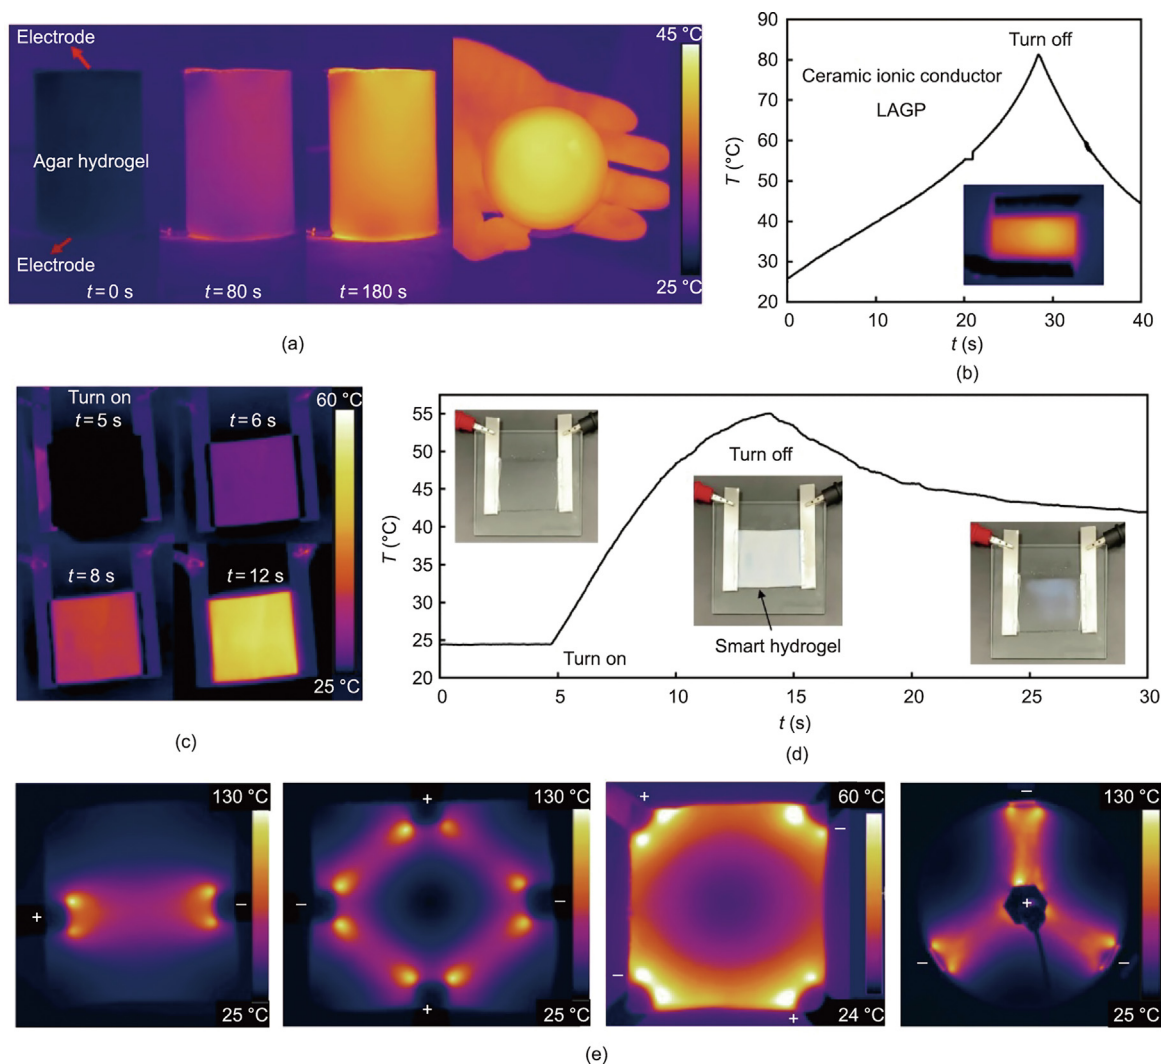 Electrode
Agar hydrogel
Electrode
t = 0 s
t = 80 s
t = 180 s
45 °C
25 °C
(a)
90
80
70
60
50
40
30
20
T (°C)
Turn off
Ceramic ionic conductor
LAGP
0
10
20
30
40
t (s)
(b)
Turn on
t = 5 s
t = 6 s
t = 8 s
t = 12 s
60 °C
25 °C
(c)
55
50
45
40
35
30
25
20
T (°C)
Turn off
Smart hydrogel
Turn on
0
5
10
15
20
25
30
t (s)
(d)
130 °C
+
−
25 °C
130 °C
+
−
−
+
25 °C
60 °C
+
−
−
+
24 °C
130 °C
−
+
−
−
25 °C
(e)